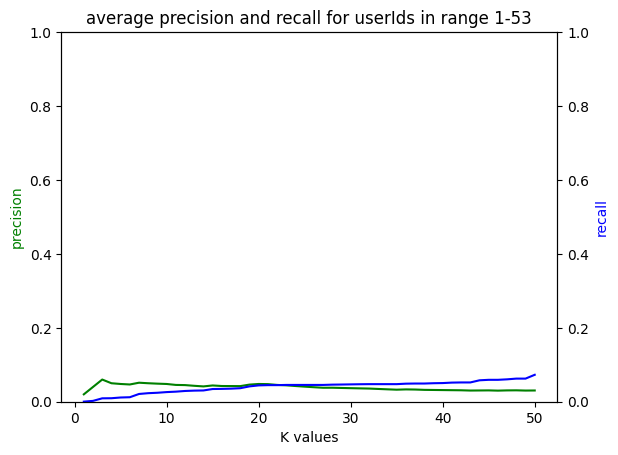 average precision and recall for userIds in range 1-53
1.0
0.8
0.6
0.4
0.2
0.0
precision
1.0
0.8
0.6
0.4
0.2
0.0
recall
0 10 20 30 40 50
K values